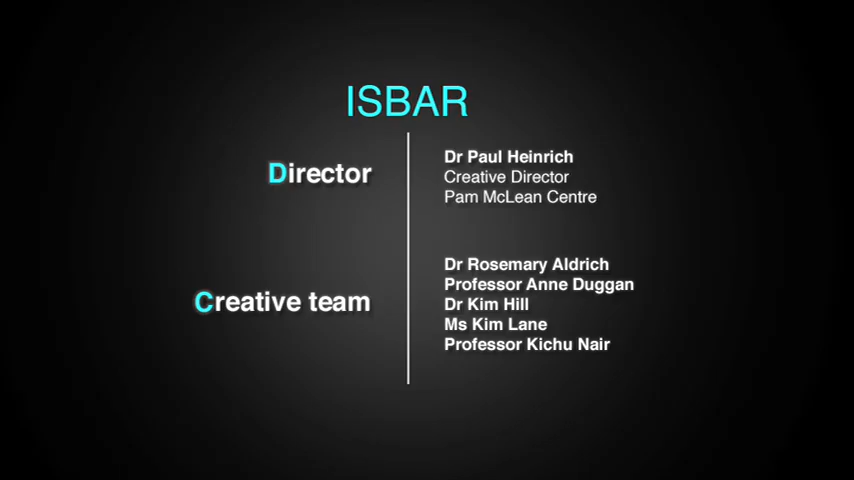 ISBAR
Director
Dr Paul Heinrich
Creative Director
Pam McLean Centre
Creative team
Dr Rosemary Aldrich
Professor Anne Duggan
Dr Kim Hill
Ms Kim Lane
Professor Kichu Nair